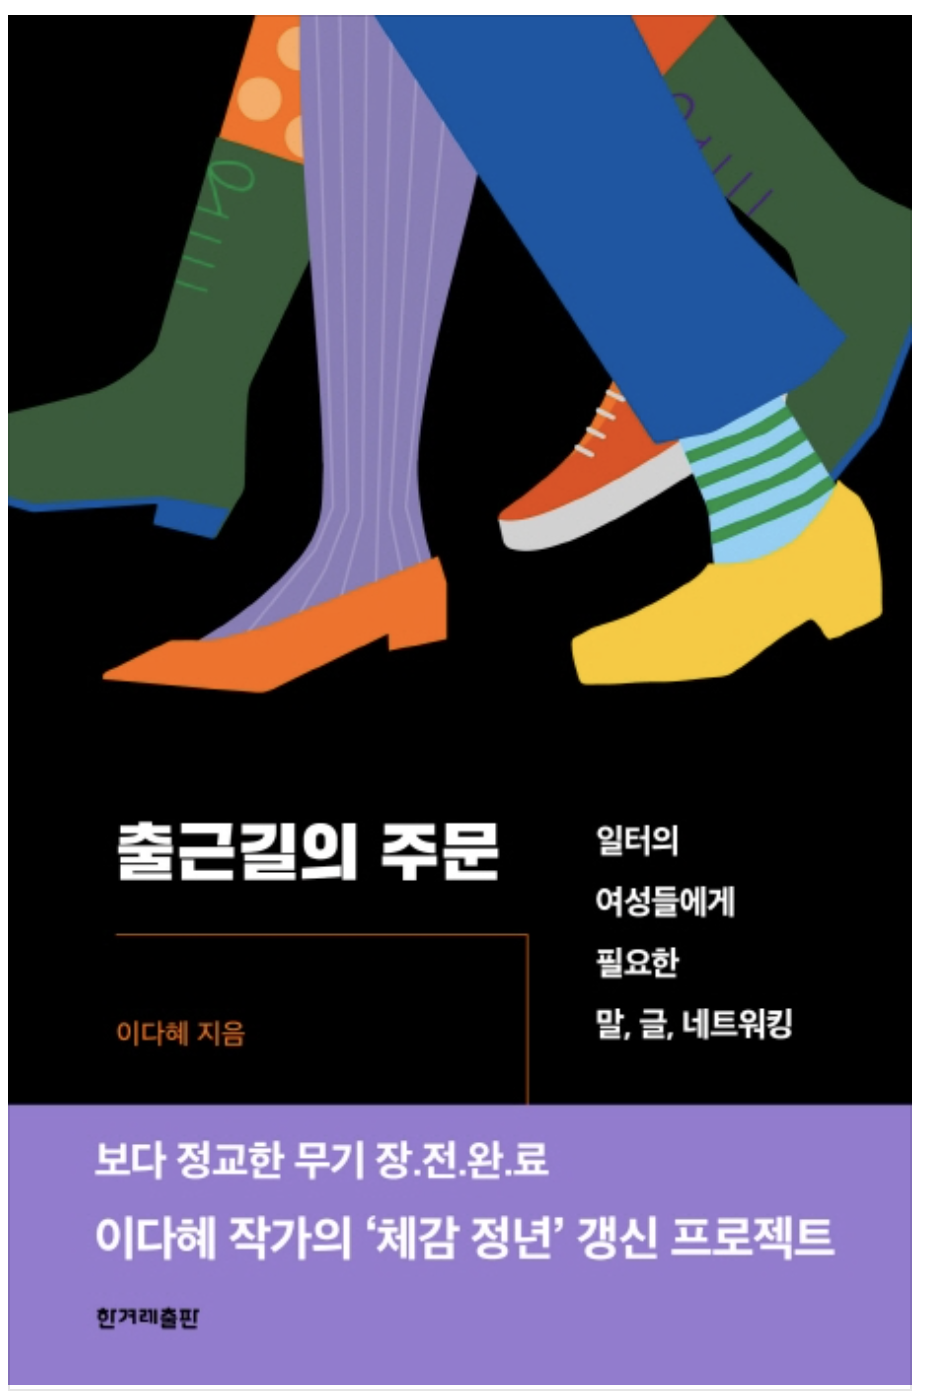 출근길의 주문
일터의
여성들에게
필요한
말, 글, 네트워킹
이다혜 지음
보다 정교한 무기 장.전.완.료
이다혜 작가의 ‘체감 정년’ 갱신 프로젝트
한겨레출판